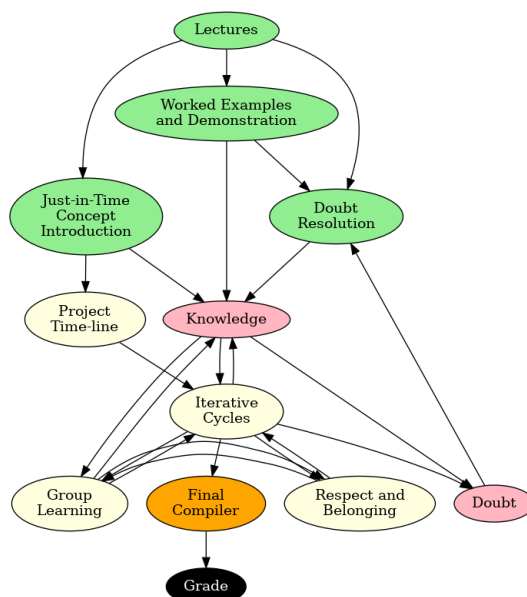 Lectures
Worked Examples
and Demonstration
Just-in-Time
Concept
Introduction
Doubt
Resolution
Project
Time-line
Knowledge
Iterative
Cycles
Group
Learning
Final
Compiler
Respect and
Belonging
Doubt
Grade